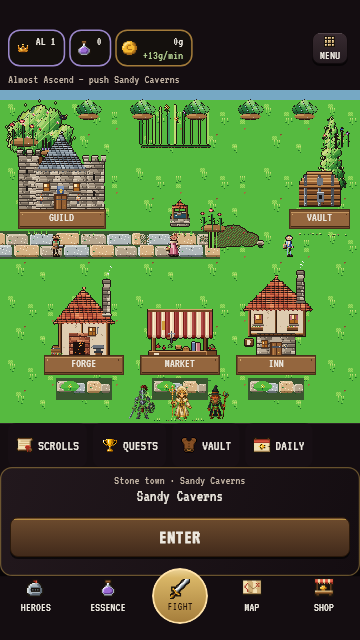 AL 1
0
0g
+13g/min
MENU
Almost Ascend – push Sandy Caverns
GUILD
VAULT
FORGE
MARKET
INN
SCROLLS
QUESTS
VAULT
DAILY
Stone town · Sandy Caverns
Sandy Caverns
ENTER
HEROES
ESSENCE
FIGHT
MAP
SHOP